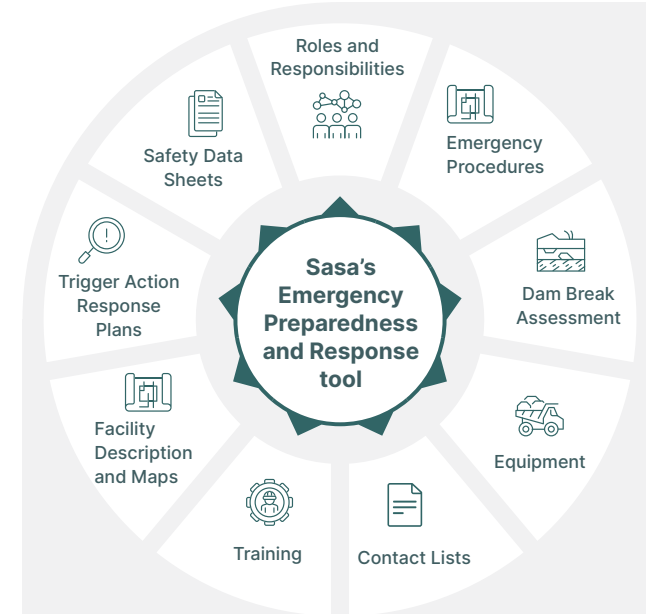 Roles and
Responsibilities
Emergency
Procedures
Dam Break
Assessment
Equipment
Contact Lists
Training
Facility
Description
and Maps
Trigger Action
Response
Plans
Safety Data
Sheets
Sasa’s
Emergency
Preparedness
and Response
tool